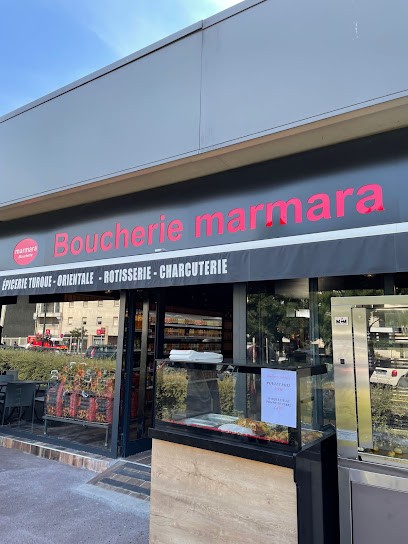 Boucherie marmara
marmara
ÉPICERIE TURQUE - ORIENTALE - ROTISSERIE - CHARCUTERIE